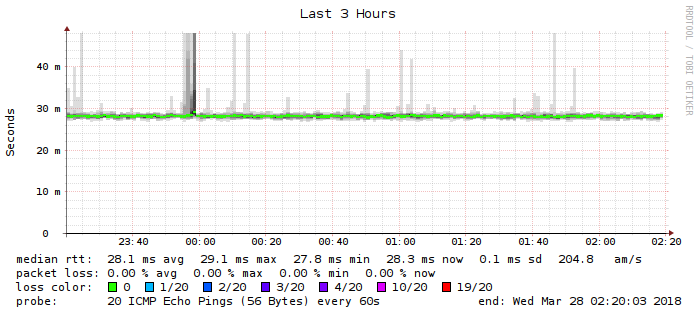 Last 3 Hours
RRDTOOL / TOBI OETIKER
Seconds
40 m
30 m
20 m
10 m
0
23:40 00:00 00:20 00:40 01:00 01:20 01:40 02:00 02:20
median rtt: 28.1 ms avg 29.1 ms max 27.8 ms min 28.3 ms now 0.1 ms sd 204.8 am/s
packet loss: 0.00 % avg 0.00 % max 0.00 % min 0.00 % now
loss color: 0 1/20 2/20 3/20 4/20 10/20 19/20
probe: 20 ICMP Echo Pings (56 Bytes) every 60s end: Wed Mar 28 02:20:03 2018